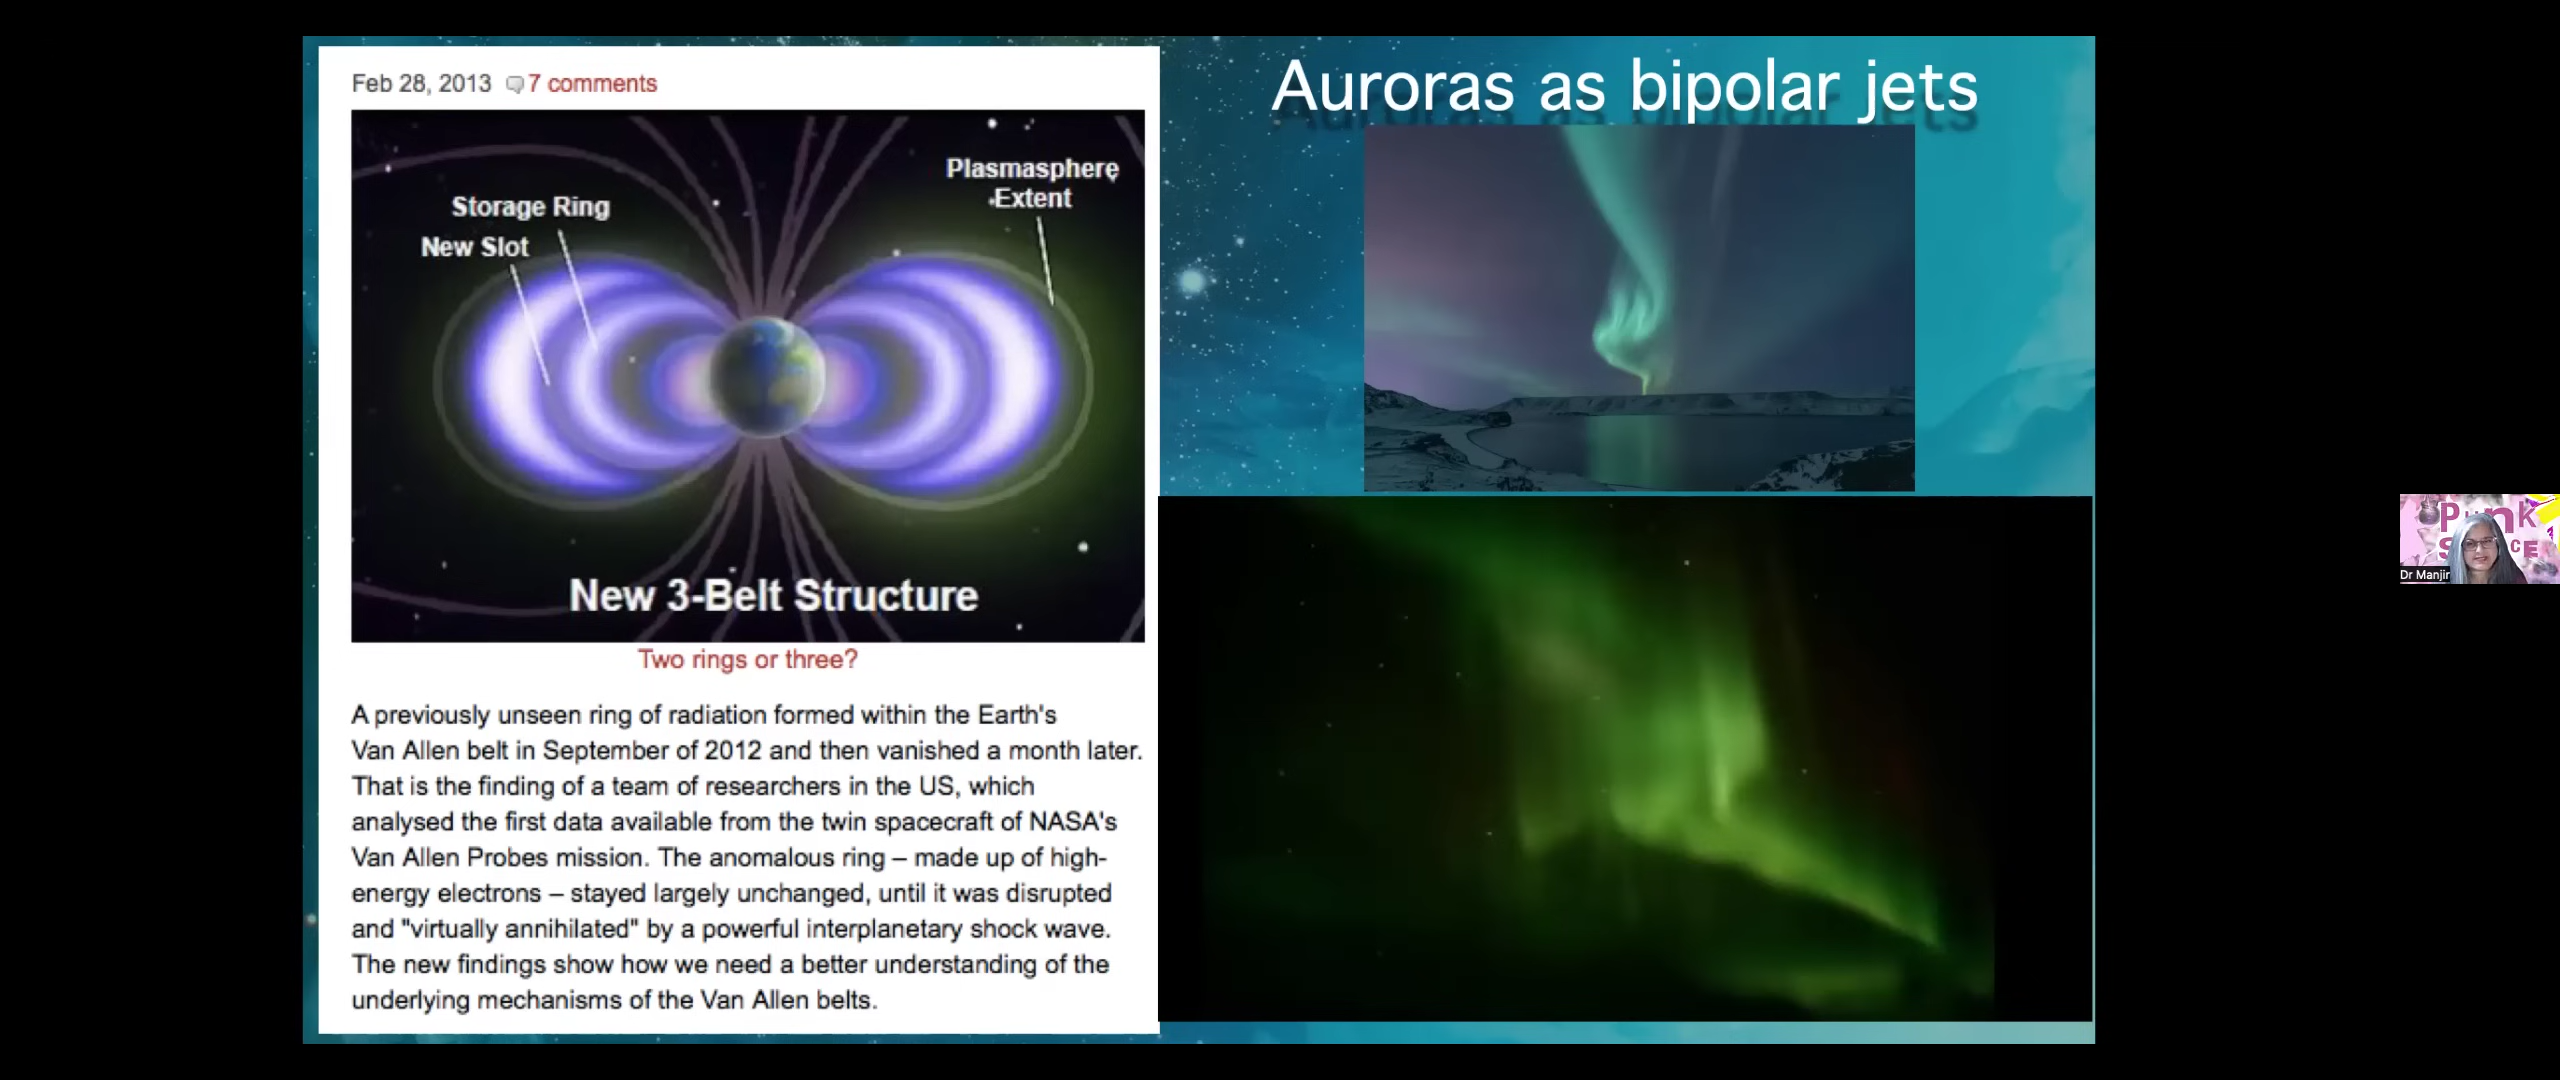 Feb 28, 2013 7 comments
Storage Ring
New Slot
Plasmasphere
Extent
New 3-Belt Structure
Two rings or three?
A previously unseen ring of radiation formed within the Earth's
Van Allen belt in September of 2012 and then vanished a month later.
That is the finding of a team of researchers in the US, which
analysed the first data available from the twin spacecraft of NASA's
Van Allen Probes mission. The anomalous ring – made up of high-
energy electrons – stayed largely unchanged, until it was disrupted
and "virtually annihilated" by a powerful interplanetary shock wave.
The new findings show how we need a better understanding of the
underlying mechanisms of the Van Allen belts.
Auroras as bipolar jets
Punk
Dr Manjir